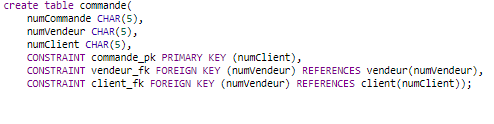 create table commande(
numCommande CHAR(5),
numVendeur CHAR(5),
numClient CHAR(5),
CONSTRAINT commande_pk PRIMARY KEY (numClient),
CONSTRAINT vendeur_fk FOREIGN KEY (numVendeur) REFERENCES vendeur(numVendeur),
CONSTRAINT client_fk FOREIGN KEY (numVendeur) REFERENCES client(numClient));